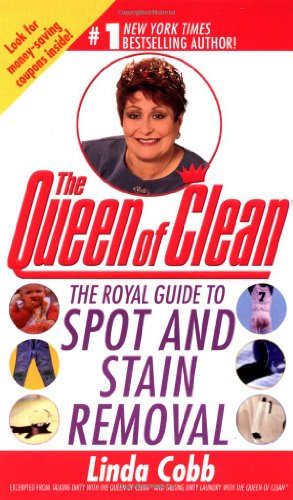 Look for
money-saving
coupons inside!
#1 NEW YORK TIMES
BESTSELLING AUTHOR!
The
Queen of Clean
THE ROYAL GUIDE TO
SPOT AND
STAIN
REMOVAL
7
Linda Cobb
EXCERPTED FROM TALKING DIRTY WITH THE QUEEN OF CLEAN® AND TALKING DIRTY LAUNDRY WITH THE QUEEN OF CLEAN®